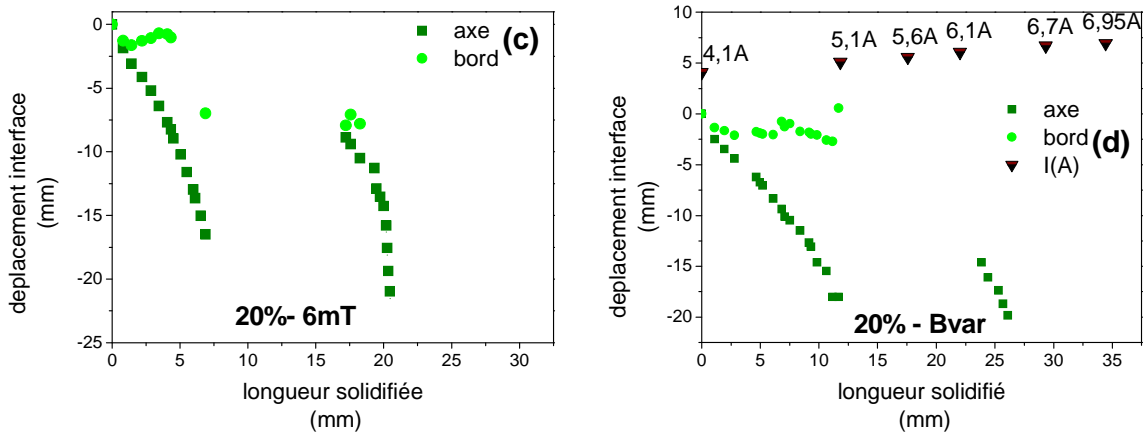 0
-5
-10
-15
-20
-25
0 5 10 15 20 25 30
axe
bord
(c)
20%- 6mT
deplacement interface
(mm)
longueur solidifiée
(mm)
10
5
0
-5
-10
-15
-20
0 5 10 15 20 25 30 35
4,1A 5,1A 5,6A 6,1A 6,7A 6,95A
axe
bord
I(A)
(d)
20% - Bvar
deplacement interface
(mm)
longueur solidifié
(mm)